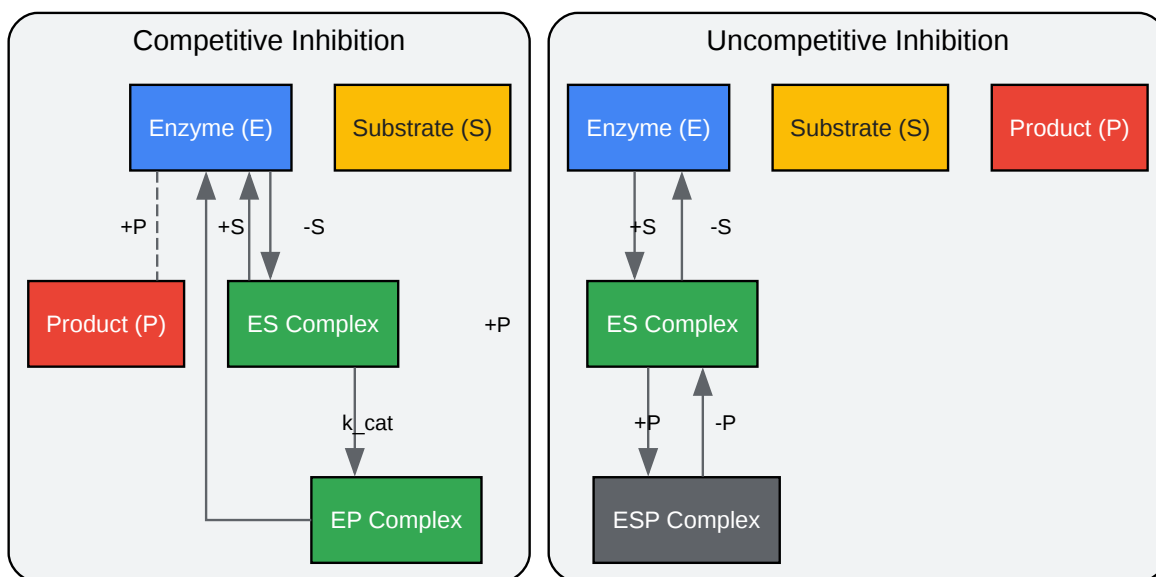 Competitive Inhibition
Enzyme (E)
Substrate (S)
+P
+S
-S
Product (P)
ES Complex
+P
k_cat
EP Complex
Uncompetitive Inhibition
Enzyme (E)
Substrate (S)
Product (P)
+S
-S
ES Complex
+P
-P
ESP Complex